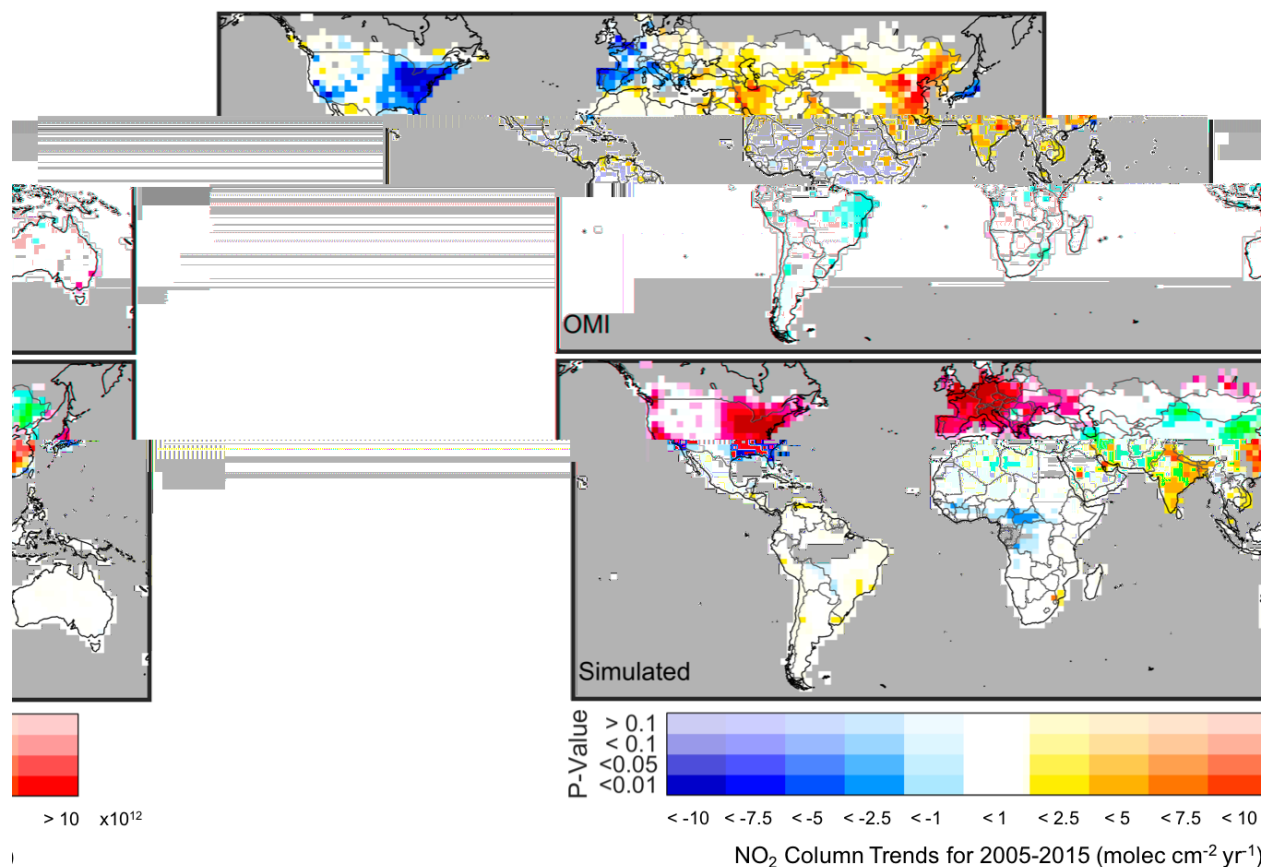 OMI
Simulated
P-Value
> 0.1
< 0.1
<0.05
<0.01
> 10 x10¹²
< -10 < -7.5 < -5 < -2.5 < -1 < 1 < 2.5 < 5 < 7.5 < 10
)
NO₂ Column Trends for 2005-2015 (molec cm⁻² yr⁻¹)